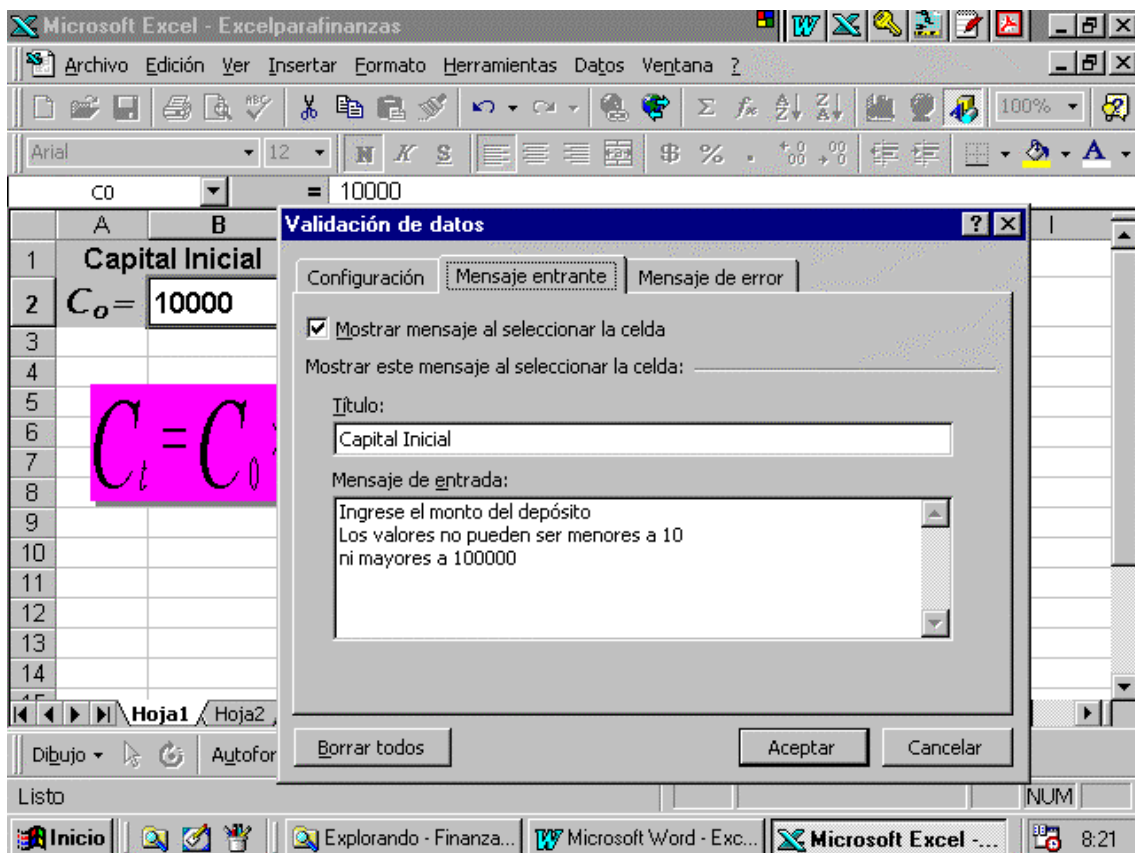 Microsoft Excel - Excelparafinanzas
Archivo Edición Ver Insertar Formato Herramientas Datos Ventana ?
100%
Arial 12 N K S $ %
C0 = 10000
A B I
Validación de datos
Configuración Mensaje entrante Mensaje de error
1 Capital Inicial
2 Co= 10000
Mostrar mensaje al seleccionar la celda
Mostrar este mensaje al seleccionar la celda:
Título:
Capital Inicial
Mensaje de entrada:
Ingrese el monto del depósito
Los valores no pueden ser menores a 10
ni mayores a 100000
3
4
5
6
7
8
Ct = C0
9
10
11
12
13
14
15
Hoja1 Hoja2
Borrar todos Aceptar Cancelar
Dibujo Autofor
Listo NUM
Inicio Explorando - Finanza... Microsoft Word - Exc... Microsoft Excel -... 8:21